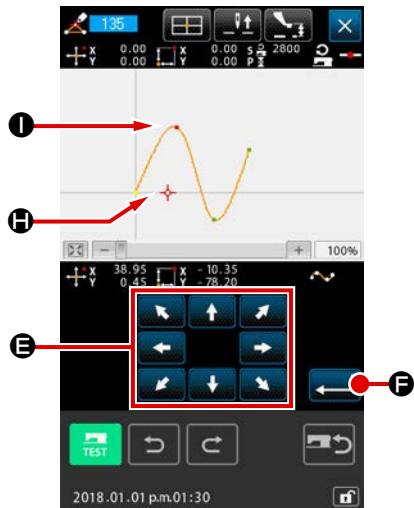 135
X 0.00 X 0.00 S 2800
Y 0.00 Y 0.00 P
I
H
100%
X 38.95 X -10.35
Y 0.45 Y -78.20
E
F
TEST
2018.01.01 p.m.01:30